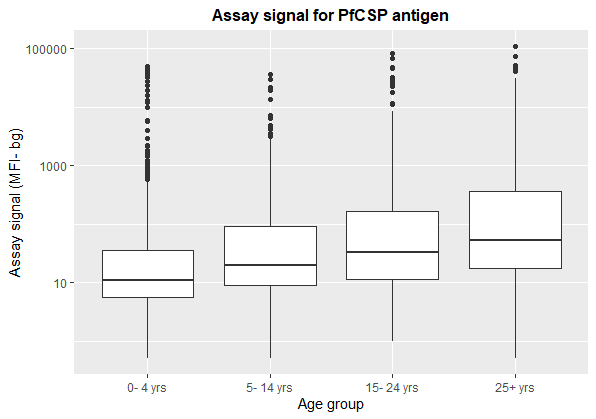 Assay signal for PfCSP antigen
100000
1000
10
Assay signal (MFI- bg)
0- 4 yrs
5- 14 yrs
15- 24 yrs
25+ yrs
Age group